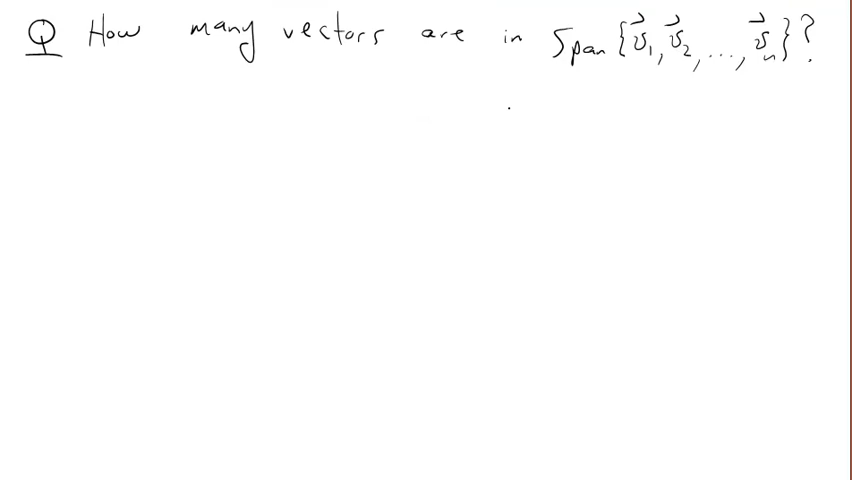 Q How many vectors are in Span {v⃗₁, v⃗₂, ..., v⃗ₙ}?